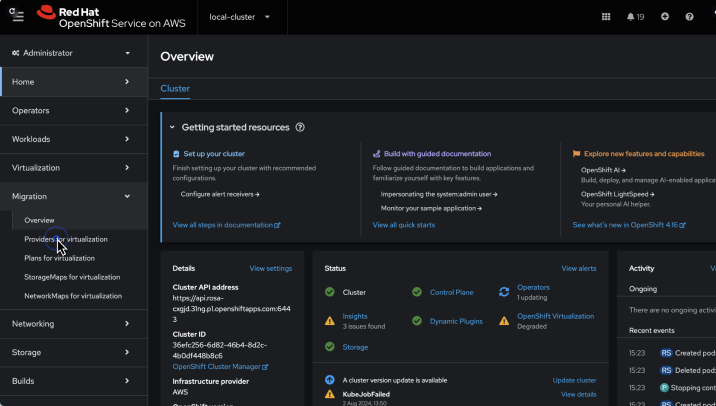 Red Hat
OpenShift Service on AWS
local-cluster
19
Administrator
Home
Operators
Workloads
Virtualization
Migration
Overview
Providers for virtualization
Plans for virtualization
StorageMaps for virtualization
NetworkMaps for virtualization
Networking
Storage
Builds
Overview
Cluster
Getting started resources
Set up your cluster
Finish setting up your cluster with recommended
configurations.
Configure alert receivers
View all steps in documentation
Build with guided documentation
Follow guided documentation to build applications and
familiarize yourself with key features.
Impersonating the system:admin user
Monitor your sample application
View all quick starts
Explore new features and capabilities
OpenShift AI
Build, deploy, and manage AI-enabled
OpenShift LightSpeed
Your personal AI helper.
See what's new in OpenShift 4.16
Details
View settings
Cluster API address
https://api.rosa-
cxgjd.3lng.p1.openshiftapps.com:644
3
Cluster ID
36efc256-6d82-46b4-8d2c-
4b0df448b8c6
OpenShift Cluster Manager
Infrastructure provider
AWS
Status
View alerts
Cluster
Control Plane
Operators
1 updating
Insights
3 issues found
Dynamic Plugins
OpenShift Virtualization
Degraded
Storage
A cluster version update is available
Update cluster
KubeJobFailed
View details
2 Aug 2024, 13:50
Activity
Ongoing
There are no ongoing
Recent events
15:23 RS Created
15:23 RS Deleted
15:23 P Stopping
15:23 RS Created